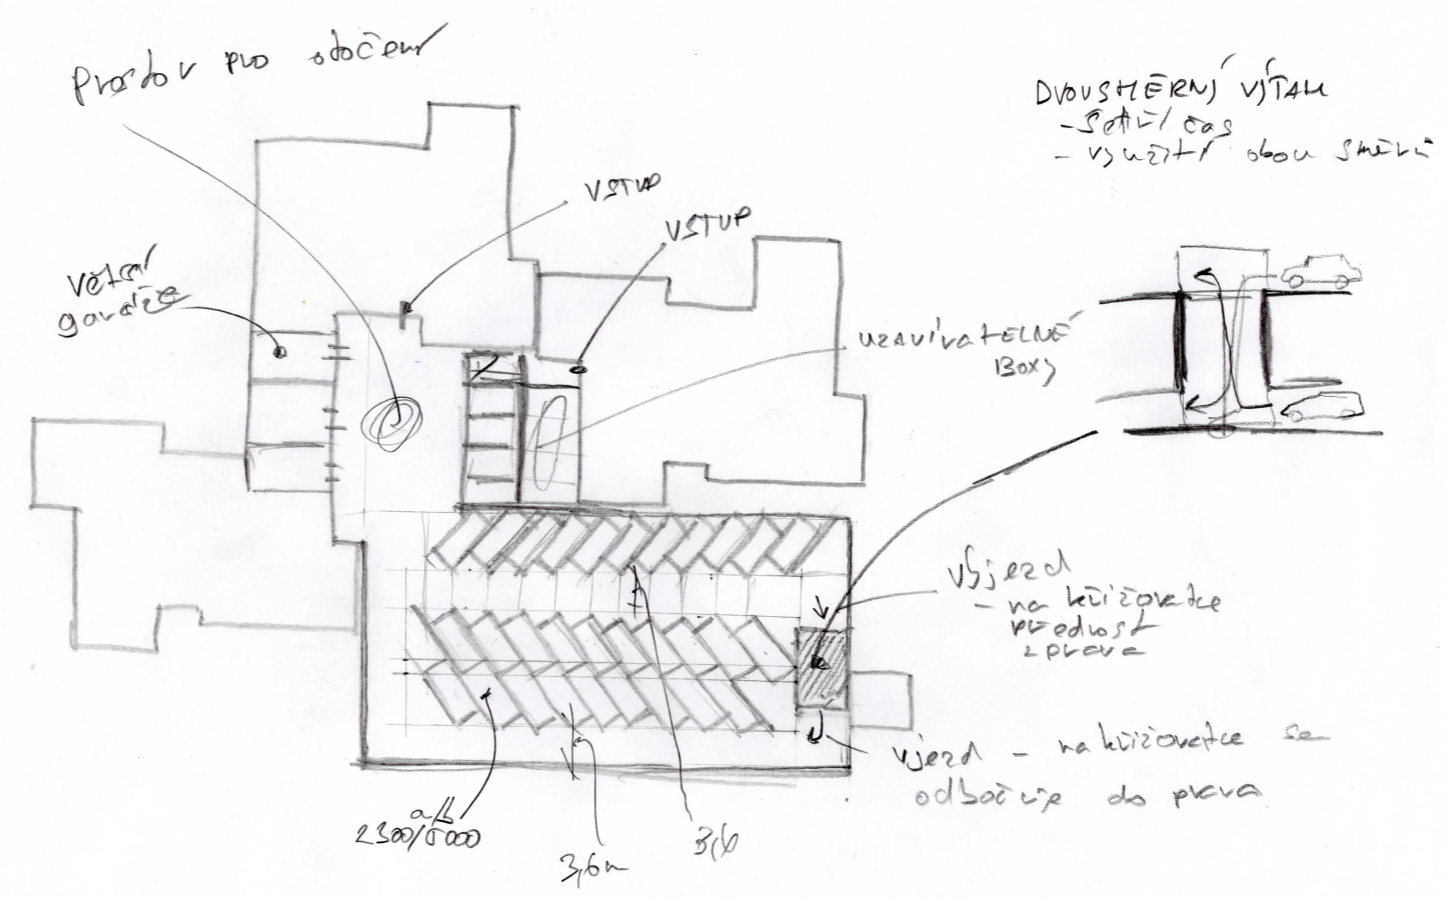 Prostor pro otočení
DVOUSMĚRNÝ VÝTAH
- šetří čas
- využití obou směrů
VSTUP
VSTUP
Větší
garáže
UZAVÍRATELNÉ
BOXY
Výjezd
- na křižovatce
přednost
zprava
vjezd - na křižovatce se
odbočuje do prava
a/b
2300/5000
3,6m
3,6